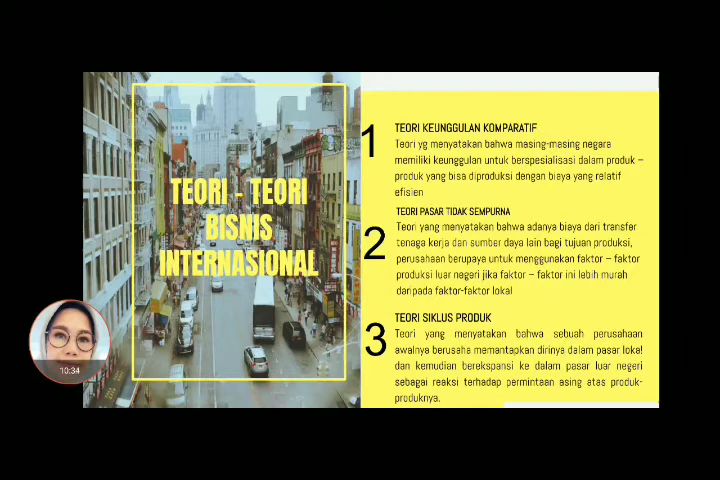 TEORI - TEORI
BISNIS
INTERNASIONAL
1
TEORI KEUNGGULAN KOMPARATIF
Teori yg menyatakan bahwa masing-masing negara
memiliki keunggulan untuk berspesialisasi dalam produk –
produk yang bisa diproduksi dengan biaya yang relatif
efisien
2
TEORI PASAR TIDAK SEMPURNA
Teori yang menyatakan bahwa adanya biaya dari transfer
tenaga kerja dan sumber daya lain bagi tujuan produksi,
perusahaan berupaya untuk menggunakan faktor – faktor
produksi luar negeri jika faktor – faktor ini lebih murah
daripada faktor-faktor lokal
3
TEORI SIKLUS PRODUK
Teori yang menyatakan bahwa sebuah perusahaan
awalnya berusaha memantapkan dirinya dalam pasar lokal
dan kemudian berekspansi ke dalam pasar luar negeri
sebagai reaksi terhadap permintaan asing atas produk-
produknya.
10:34